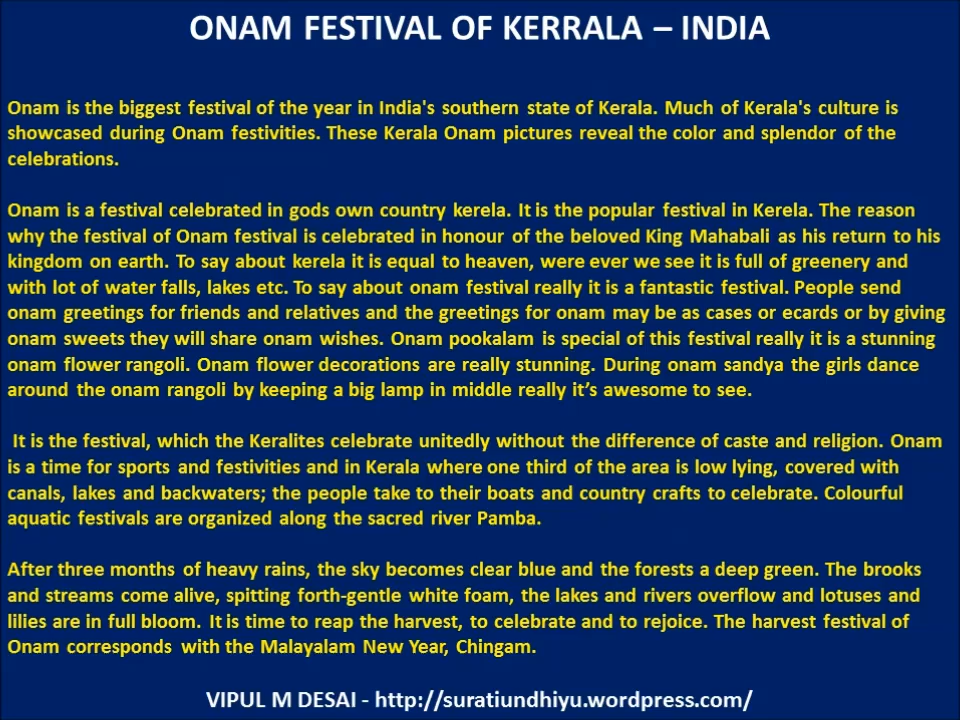 ONAM FESTIVAL OF KERRALA – INDIA
Onam is the biggest festival of the year in India's southern state of Kerala. Much of Kerala's culture is
showcased during Onam festivities. These Kerala Onam pictures reveal the color and splendor of the
celebrations.
Onam is a festival celebrated in gods own country kerela. It is the popular festival in Kerela. The reason
why the festival of Onam festival is celebrated in honour of the beloved King Mahabali as his return to his
kingdom on earth. To say about kerela it is equal to heaven, were ever we see it is full of greenery and
with lot of water falls, lakes etc. To say about onam festival really it is a fantastic festival. People send
onam greetings for friends and relatives and the greetings for onam may be as cases or ecards or by giving
onam sweets they will share onam wishes. Onam pookalam is special of this festival really it is a stunning
onam flower rangoli. Onam flower decorations are really stunning. During onam sandya the girls dance
around the onam rangoli by keeping a big lamp in middle really it’s awesome to see.
It is the festival, which the Keralites celebrate unitedly without the difference of caste and religion. Onam
is a time for sports and festivities and in Kerala where one third of the area is low lying, covered with
canals, lakes and backwaters; the people take to their boats and country crafts to celebrate. Colourful
aquatic festivals are organized along the sacred river Pamba.
After three months of heavy rains, the sky becomes clear blue and the forests a deep green. The brooks
and streams come alive, spitting forth-gentle white foam, the lakes and rivers overflow and lotuses and
lilies are in full bloom. It is time to reap the harvest, to celebrate and to rejoice. The harvest festival of
Onam corresponds with the Malayalam New Year, Chingam.
VIPUL M DESAI - http://suratiundhiyu.wordpress.com/